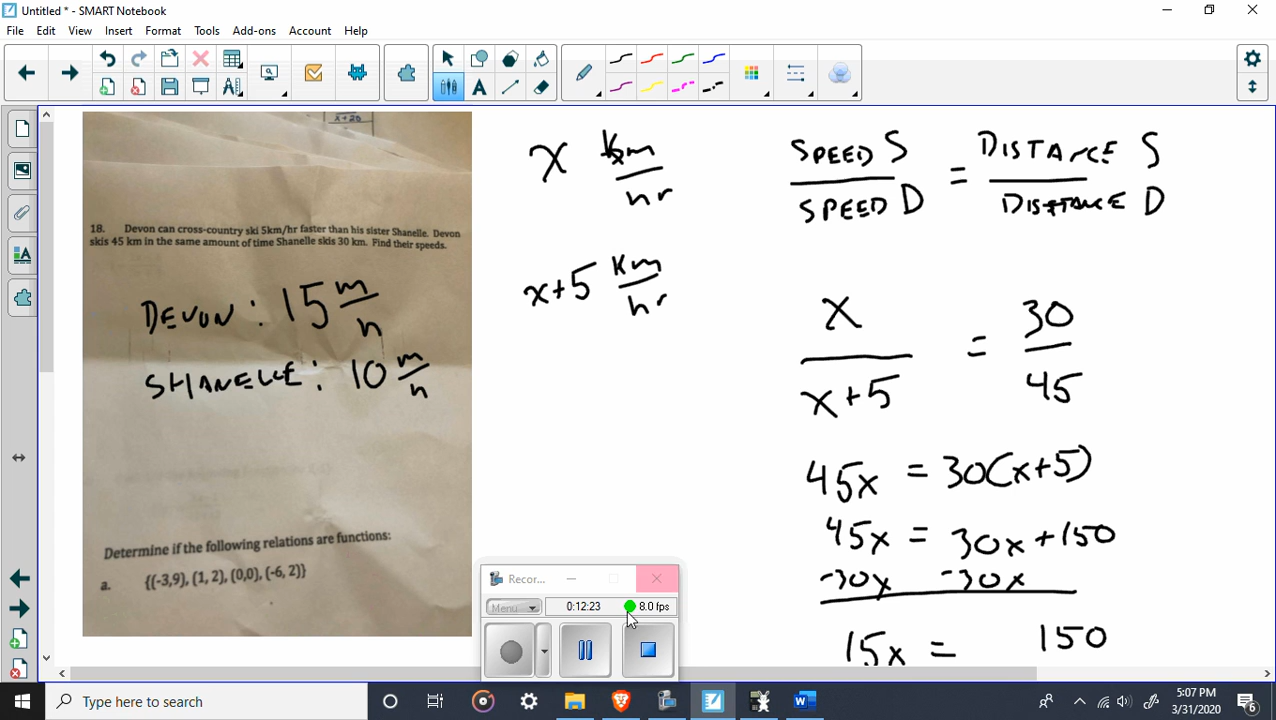 Untitled * - SMART Notebook
File Edit View Insert Format Tools Add-ons Account Help
x+20
18. Devon can cross-country ski 5km/hr faster than his sister Shanelle. Devon
skis 45 km in the same amount of time Shanelle skis 30 km. Find their speeds.
DEVON : 15 m/h
SHANELLE : 10 m/h
Determine if the following relations are functions:
a. {(-3,9), (1, 2), (0,0), (-6, 2)}
x km/hr
x+5 km/hr
SPEED S = DISTANCE S
SPEED D DISTANCE D
x = 30
x+5 45
45x = 30(x+5)
45x = 30x+150
-30x -30x
15x = 150
Recor...
Menu 0:12:23 8.0 fps
Type here to search
5:07 PM
3/31/2020
6